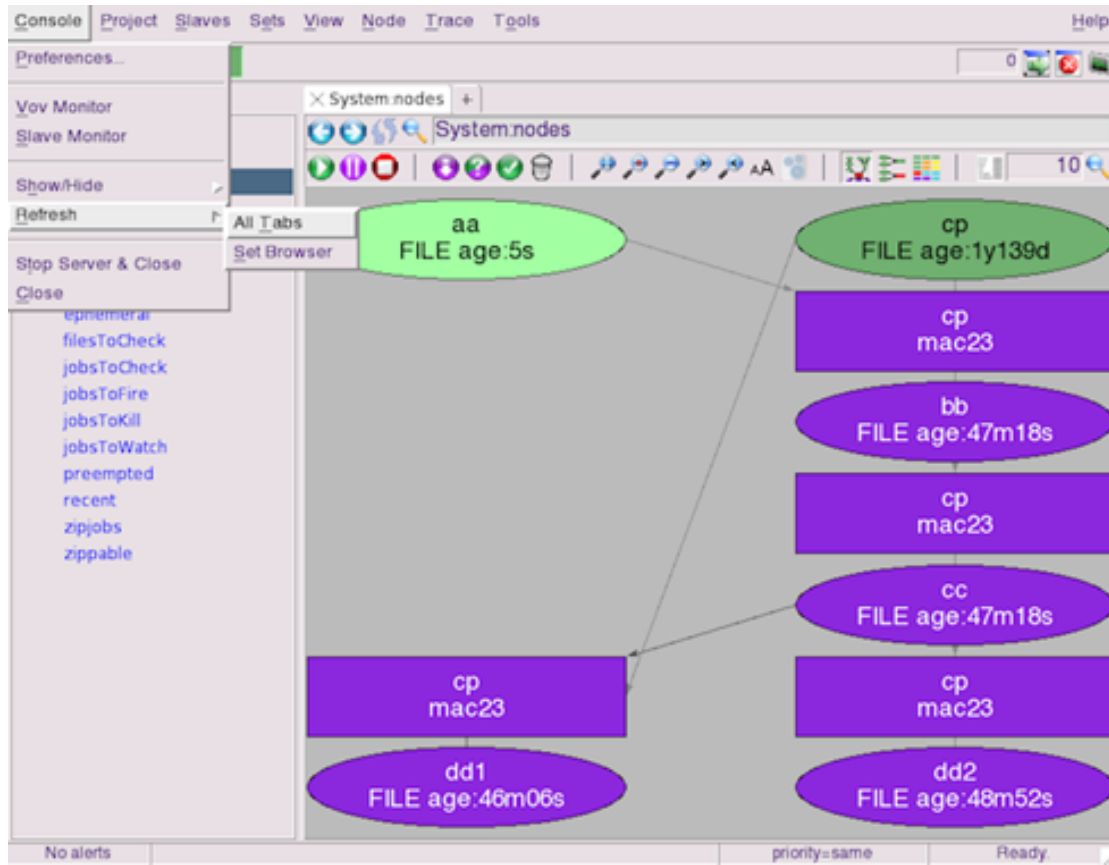 Console Project Slaves Sets View Node Trace Tools Help
Preferences...
0
Vov Monitor
Slave Monitor
Show/Hide
Refresh
All Tabs
Set Browser
Stop Server & Close
Close
ephemeral
filesToCheck
jobsToCheck
jobsToFire
jobsToKill
jobsToWatch
preempted
recent
zipjobs
zippable
System:nodes +
System:nodes
AA 10
aa
FILE age:5s
cp
FILE age:1y139d
cp
mac23
bb
FILE age:47m18s
cp
mac23
cc
FILE age:47m18s
cp
mac23
cp
mac23
dd1
FILE age:46m06s
dd2
FILE age:48m52s
No alerts priority=same Ready.